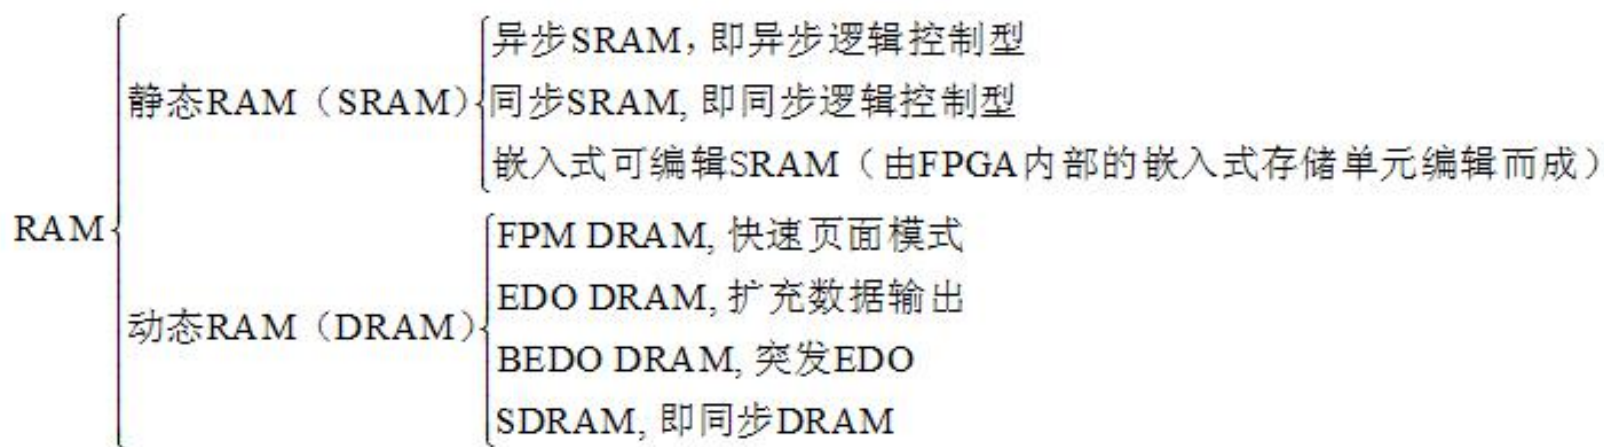 异步SRAM，即异步逻辑控制型
静态RAM（SRAM）
同步SRAM, 即同步逻辑控制型
嵌入式可编辑SRAM（由FPGA内部的嵌入式存储单元编辑而成）
RAM
FPM DRAM, 快速页面模式
EDO DRAM, 扩充数据输出
动态RAM（DRAM）
BEDO DRAM, 突发EDO
SDRAM, 即同步DRAM